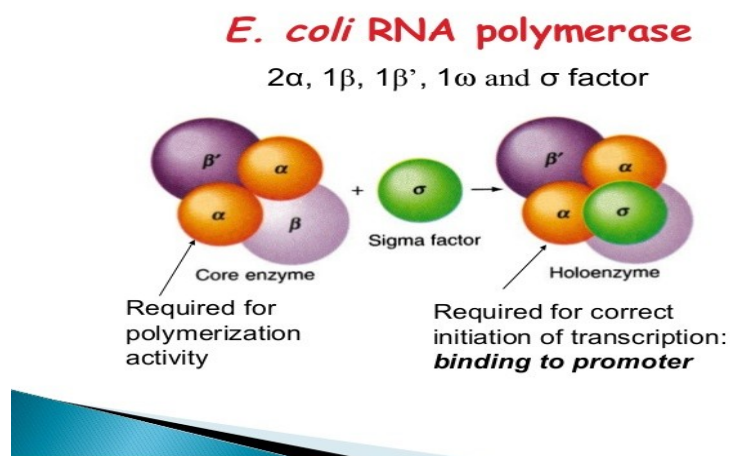 E. coli RNA polymerase
2α, 1β, 1β’, 1ω and σ factor
β′
α
α
β
Core enzyme
+
σ
Sigma factor
β′
α
α
σ
Holoenzyme
Required for
polymerization
activity
Required for correct
initiation of transcription:
binding to promoter